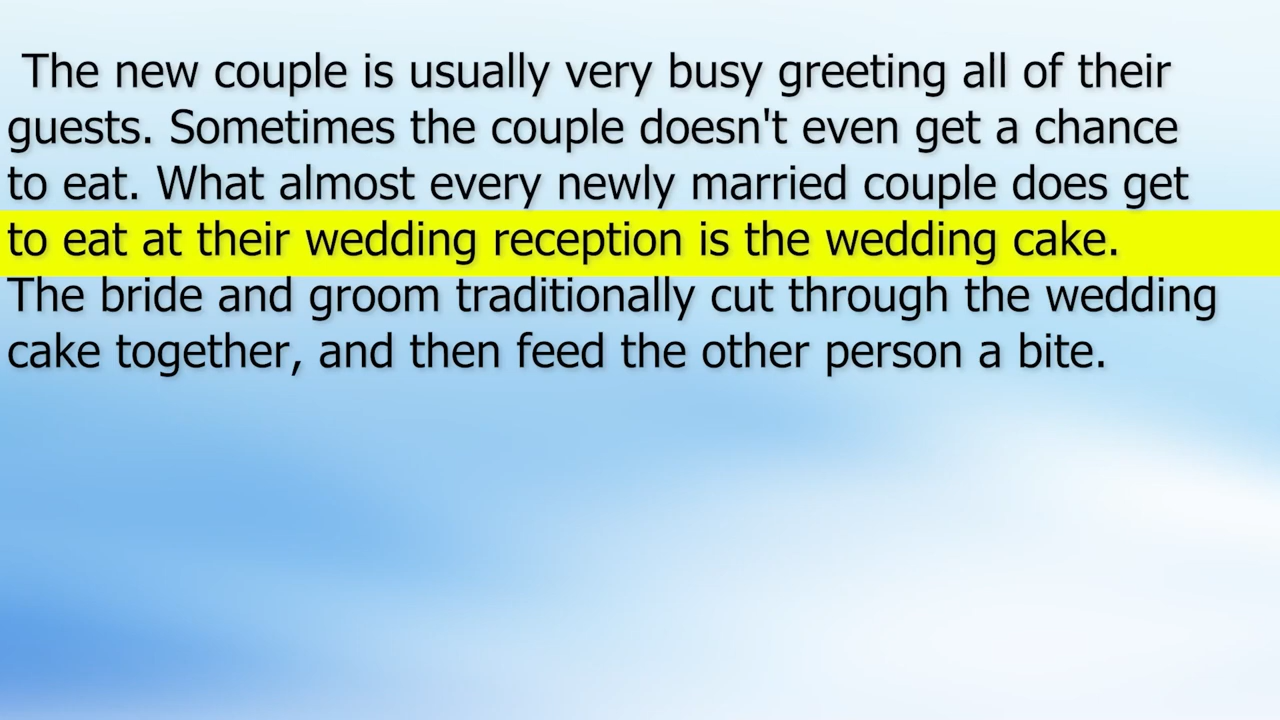 The new couple is usually very busy greeting all of their
guests. Sometimes the couple doesn't even get a chance
to eat. What almost every newly married couple does get
to eat at their wedding reception is the wedding cake.
The bride and groom traditionally cut through the wedding
cake together, and then feed the other person a bite.